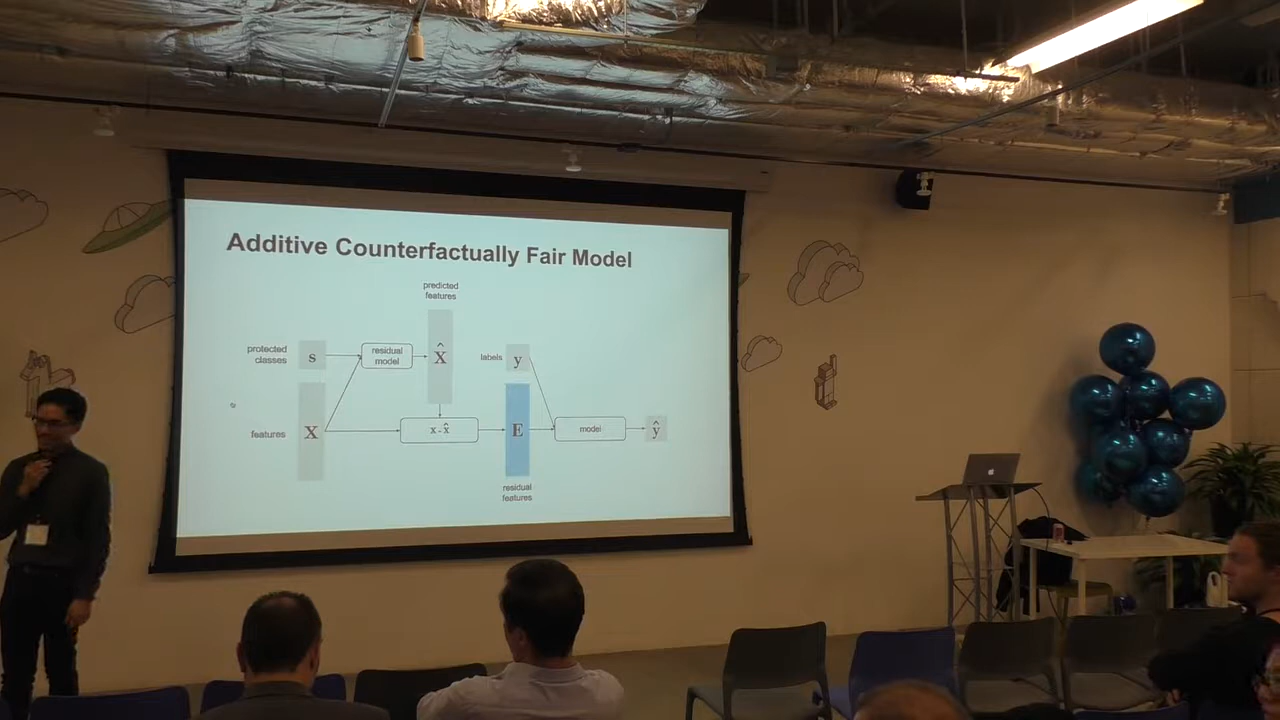 Additive Counterfactually Fair Model
predicted
features
protected
classes
s
residual
model
X̂
labels
y
features
X
x - x̂
E
model
ŷ
residual
features